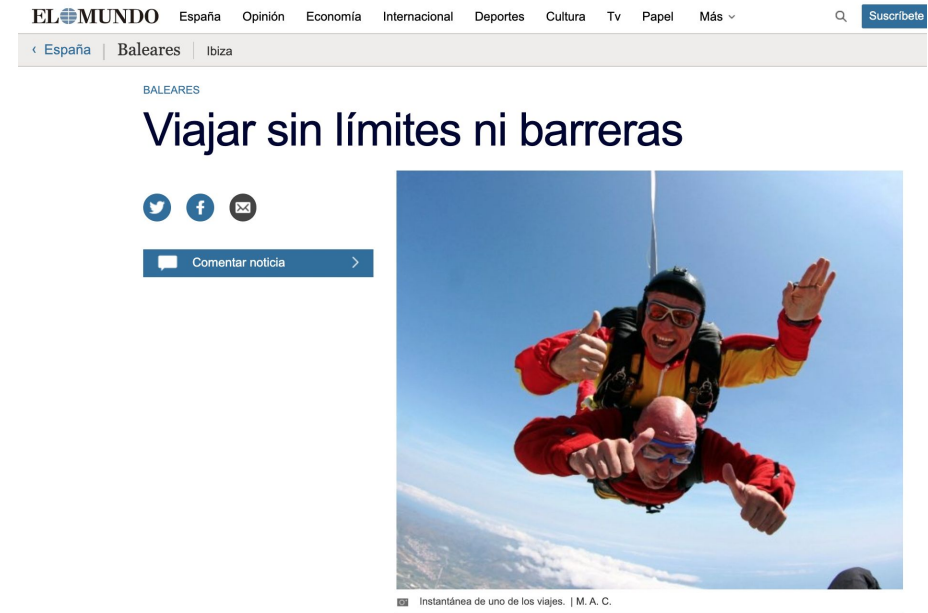 EL MUNDO España Opinión Economía Internacional Deportes Cultura Tv Papel Más Suscríbete
‹ España | Baleares | Ibiza
BALEARES
Viajar sin límites ni barreras
Comentar noticia
Instantánea de uno de los viajes. | M. A. C.